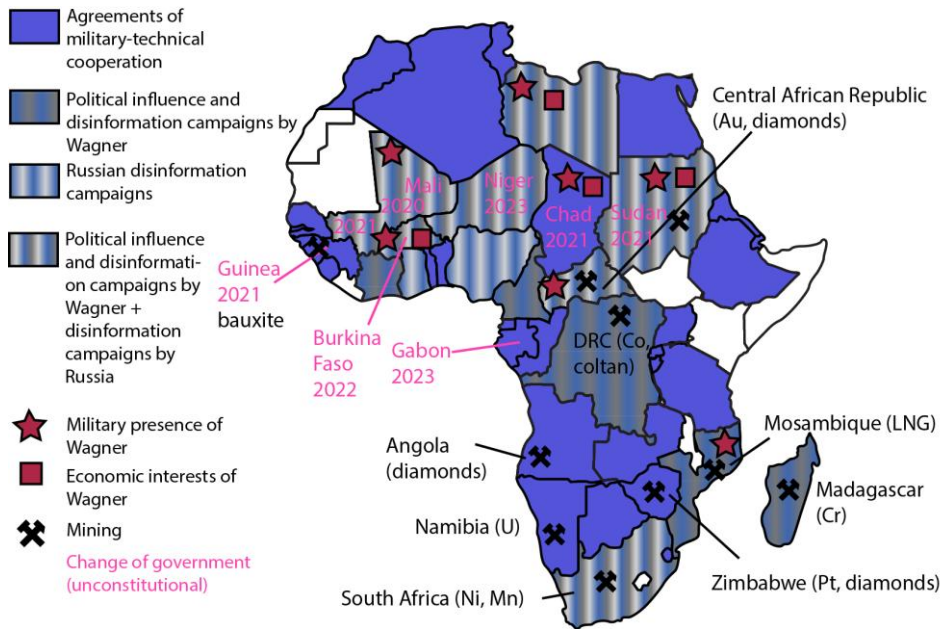 Agreements of
military-technical
cooperation
Political influence and
disinformation campaigns by
Wagner
Russian disinformation
campaigns
Political influence
and disinformati-
on campaigns by
Wagner +
disinformation
campaigns by
Russia
Military presence of
Wagner
Economic interests of
Wagner
Mining
Change of government
(unconstitutional)
Central African Republic
(Au, diamonds)
Mali
2020
2021
Niger
2023
Chad
2021
Sudan
2021
Guinea
2021
bauxite
Burkina
Faso
2022
Gabon
2023
DRC (Co,
coltan)
Angola
(diamonds)
Mosambique (LNG)
Madagascar
(Cr)
Namibia (U)
Zimbabwe (Pt, diamonds)
South Africa (Ni, Mn)